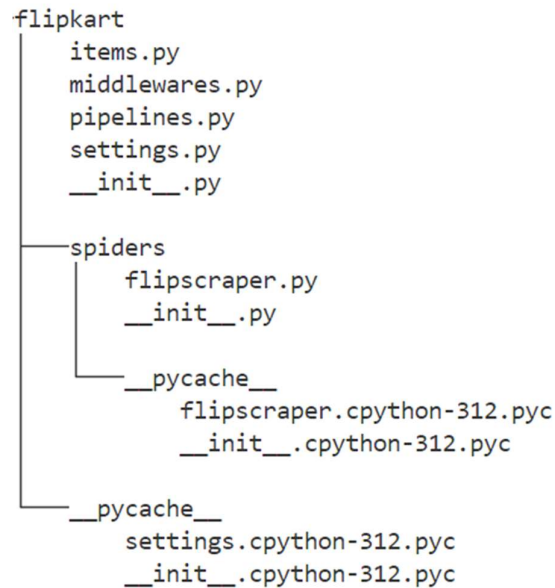 flipkart
items.py
middlewares.py
pipelines.py
settings.py
__init__.py
spiders
flipscraper.py
__init__.py
__pycache__
flipscraper.cpython-312.pyc
__init__.cpython-312.pyc
__pycache__
settings.cpython-312.pyc
__init__.cpython-312.pyc